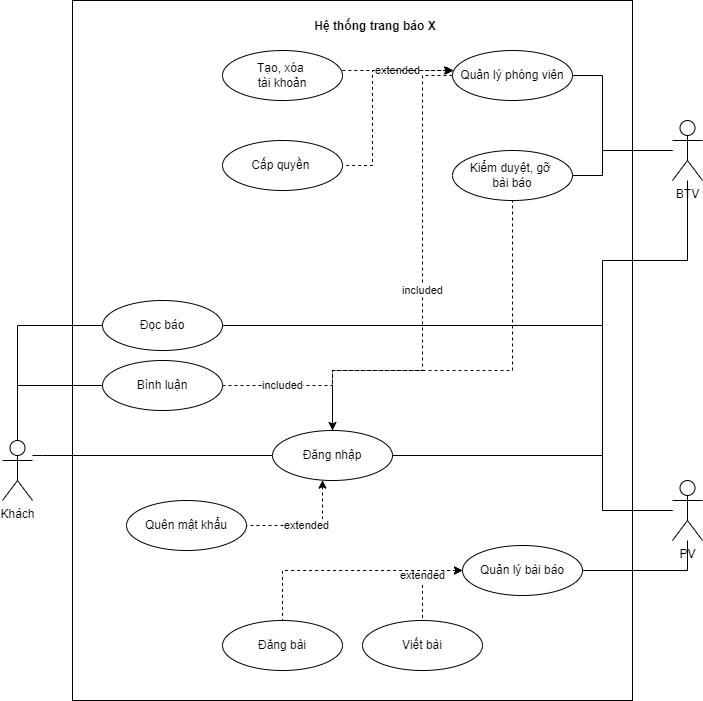 Hệ thống trang báo X
Tạo, xóa
tài khoản
extended
Quản lý phóng viên
Cấp quyền
Kiểm duyệt, gỡ
bài báo
BTV
included
Đọc báo
Bình luận
included
Đăng nhập
Khách
Quên mật khẩu
extended
PV
Quản lý bài báo
extended
Đăng bài
Viết bài